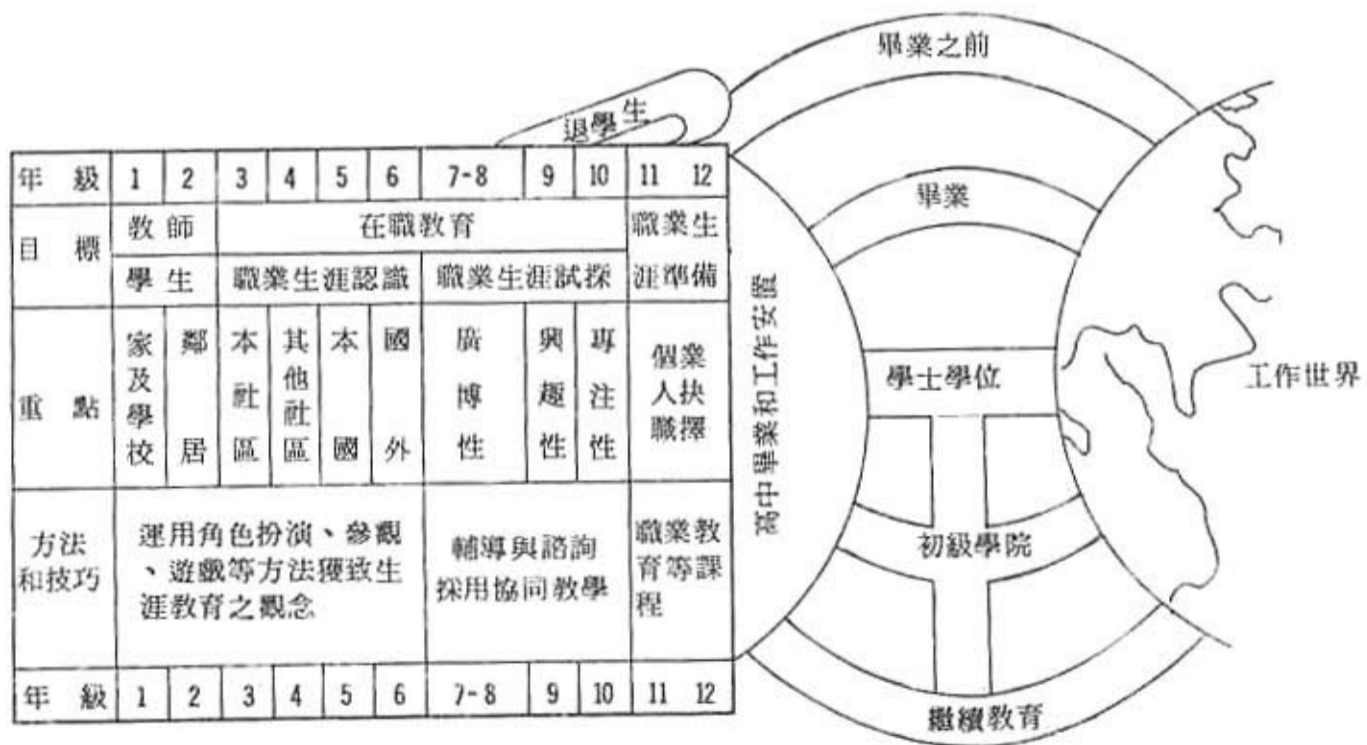 畢業之前
退學生
年級 1 2 3 4 5 6 7-8 9 10 11 12
目標 教師 在職教育 職業生涯準備
學生 職業生涯認識 職業生涯試探
重點 家及學校 鄰居 本社區 其他社區 本國 國外 廣博性 興趣性 專注性 個人職業抉擇
方法和技巧
運用角色扮演、參觀
、遊戲等方法獲致生
涯教育之觀念
輔導與諮詢
採用協同教學
職業教
育等課
程
年級 1 2 3 4 5 6 7-8 9 10 11 12
高中畢業和工作安置
畢業
學士學位
工作世界
初級學院
繼續教育